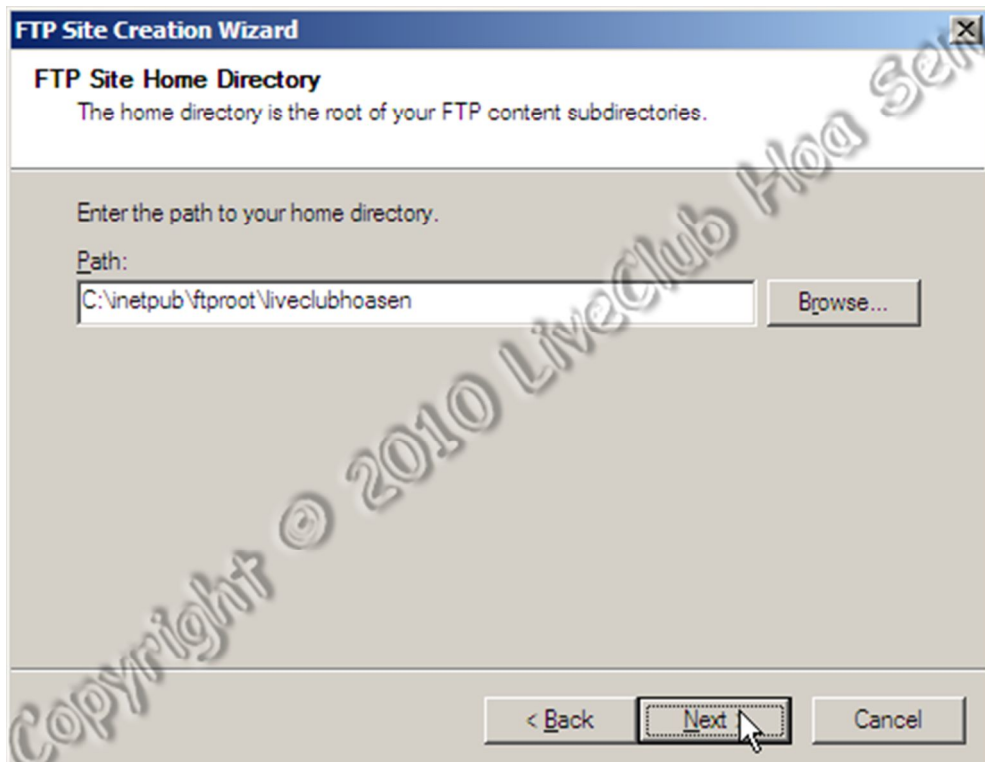 FTP Site Creation Wizard
FTP Site Home Directory
The home directory is the root of your FTP content subdirectories.
Enter the path to your home directory.
Path:
C:\inetpub\ftproot\liveclubhoasen
Browse...
< Back
Next >
Cancel
Copyright © 2010 LiveClub Hoa Sen